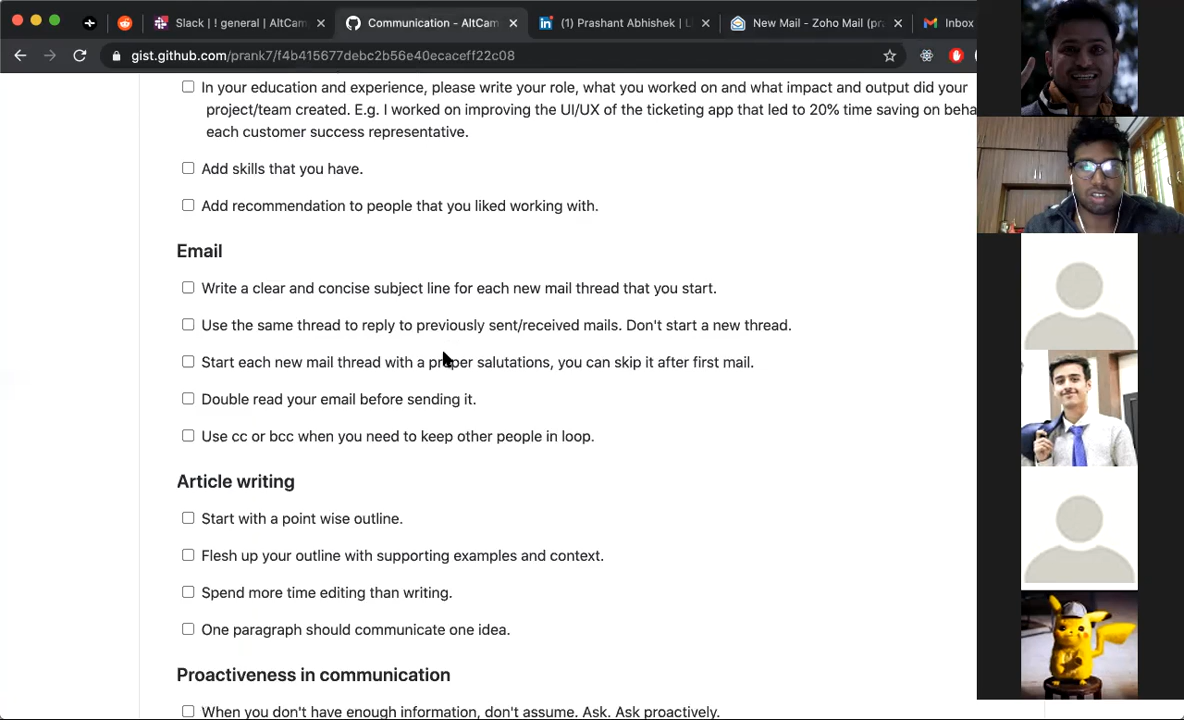 Slack | ! general | AltCam
Communication - AltCam
(1) Prashant Abhishek | L
New Mail - Zoho Mail (pra
Inbox
gist.github.com/prank7/f4b415677debc2b56e40ecaceff22c08
In your education and experience, please write your role, what you worked on and what impact and output did your
project/team created. E.g. I worked on improving the UI/UX of the ticketing app that led to 20% time saving on beha
each customer success representative.
Add skills that you have.
Add recommendation to people that you liked working with.
Email
Write a clear and concise subject line for each new mail thread that you start.
Use the same thread to reply to previously sent/received mails. Don't start a new thread.
Start each new mail thread with a proper salutations, you can skip it after first mail.
Double read your email before sending it.
Use cc or bcc when you need to keep other people in loop.
Article writing
Start with a point wise outline.
Flesh up your outline with supporting examples and context.
Spend more time editing than writing.
One paragraph should communicate one idea.
Proactiveness in communication
When you don't have enough information, don't assume. Ask. Ask proactively.